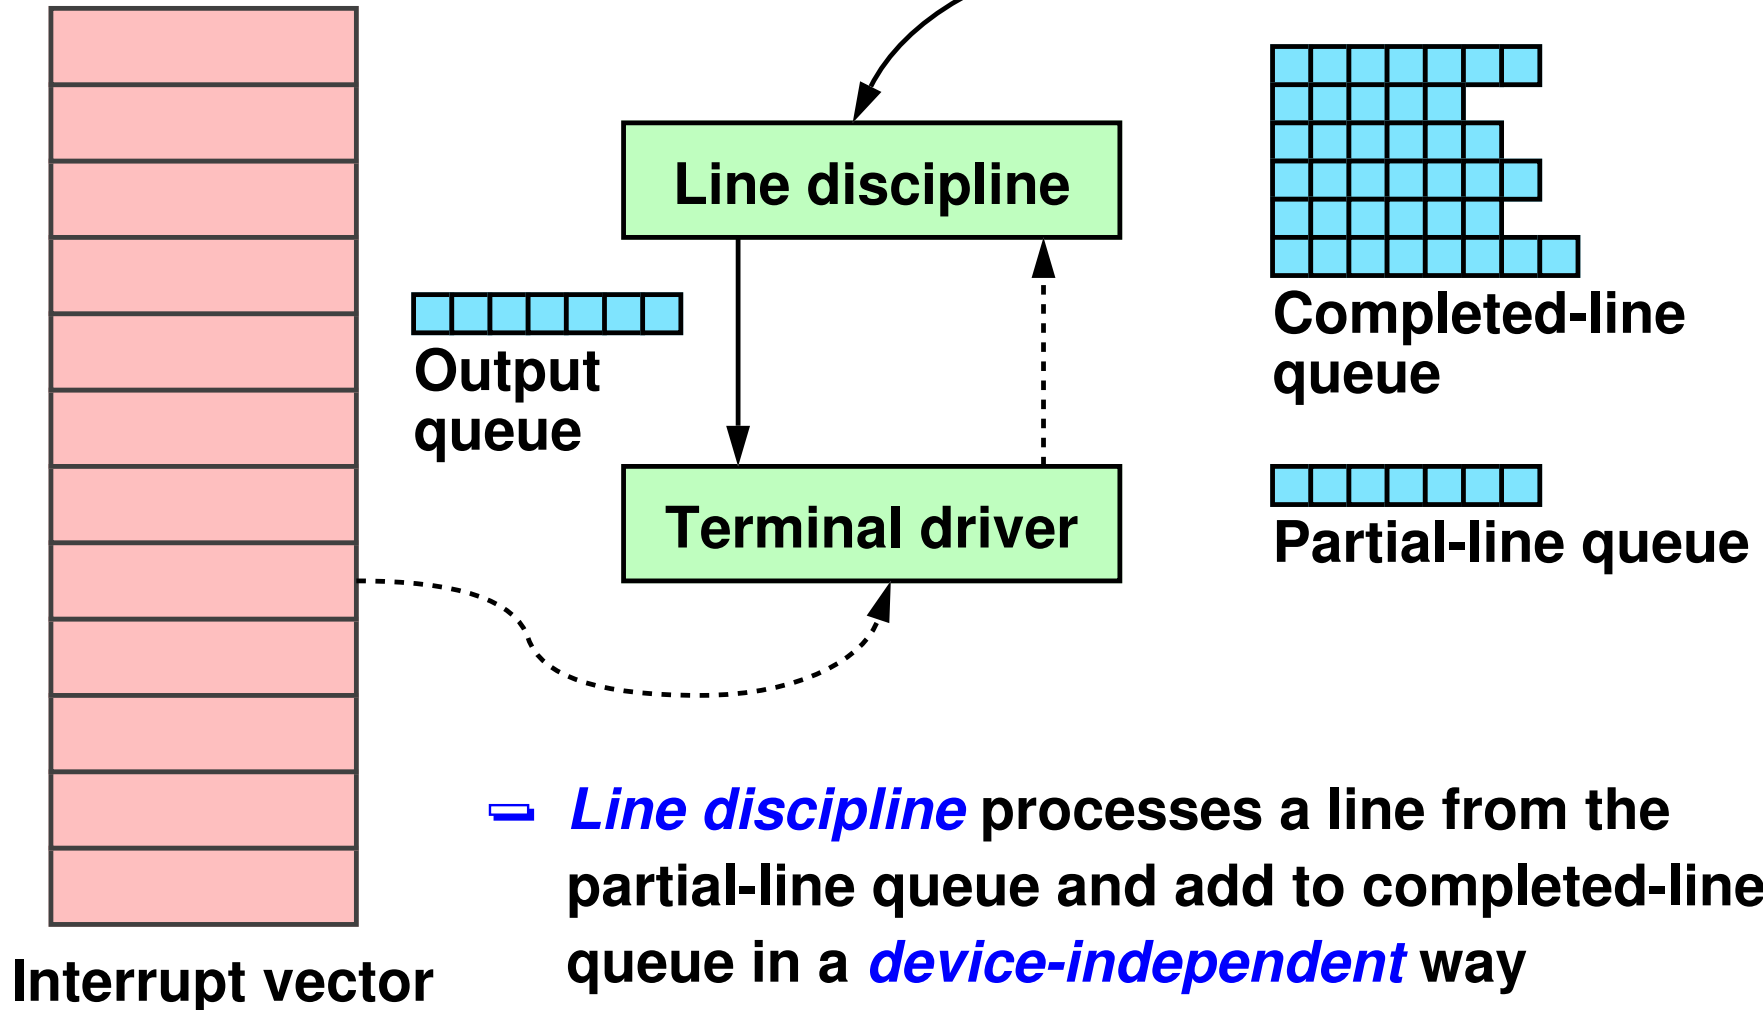 Line discipline
Output
queue
Completed-line
queue
Terminal driver
Partial-line queue
Line discipline processes a line from the
partial-line queue and add to completed-line
queue in a device-independent way
Interrupt vector